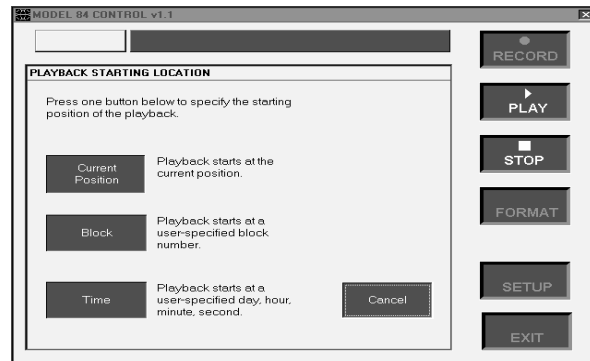 MODEL 84 CONTROL v1.1
RECORD
PLAYBACK STARTING LOCATION
Press one button below to specify the starting
position of the playback.
PLAY
Current
Position
Playback starts at the
current position.
STOP
Block
Playback starts at a
user-specified block
number.
FORMAT
Time
Playback starts at a
user-specified day, hour,
minute, second.
Cancel
SETUP
EXIT